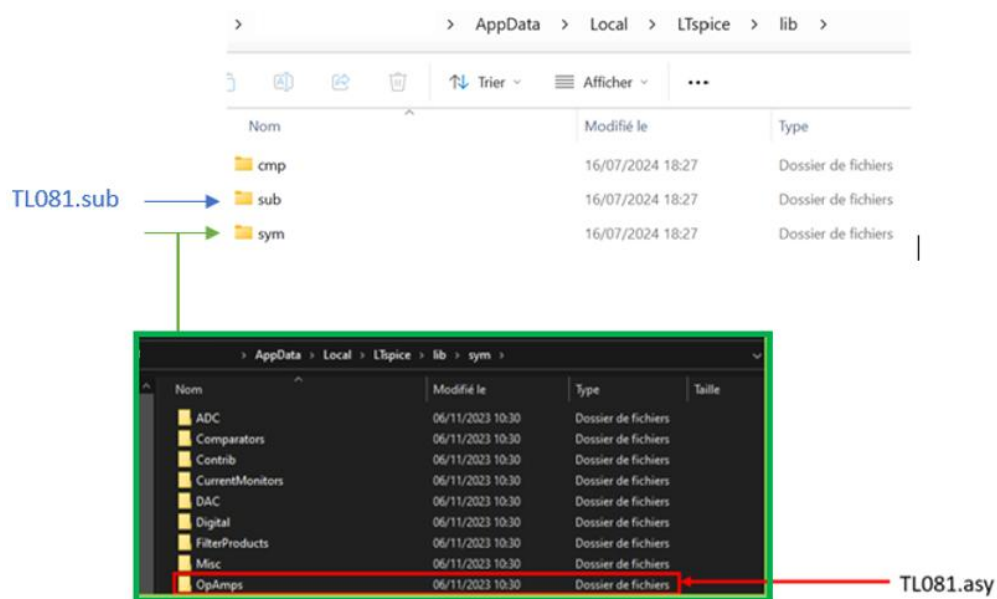 > > AppData > Local > LTspice > lib >
Trier Afficher ...
Nom Modifié le Type
cmp 16/07/2024 18:27 Dossier de fichiers
TL081.sub sub 16/07/2024 18:27 Dossier de fichiers
sym 16/07/2024 18:27 Dossier de fichiers
> AppData > Local > LTspice > lib > sym >
Nom Modifié le Type Taille
ADC 06/11/2023 10:30 Dossier de fichiers
Comparators 06/11/2023 10:30 Dossier de fichiers
Contrib 06/11/2023 10:30 Dossier de fichiers
CurrentMonitors 06/11/2023 10:30 Dossier de fichiers
DAC 06/11/2023 10:30 Dossier de fichiers
Digital 06/11/2023 10:30 Dossier de fichiers
FilterProducts 06/11/2023 10:30 Dossier de fichiers
Misc 06/11/2023 10:30 Dossier de fichiers
OpAmps 06/11/2023 10:30 Dossier de fichiers TL081.asy